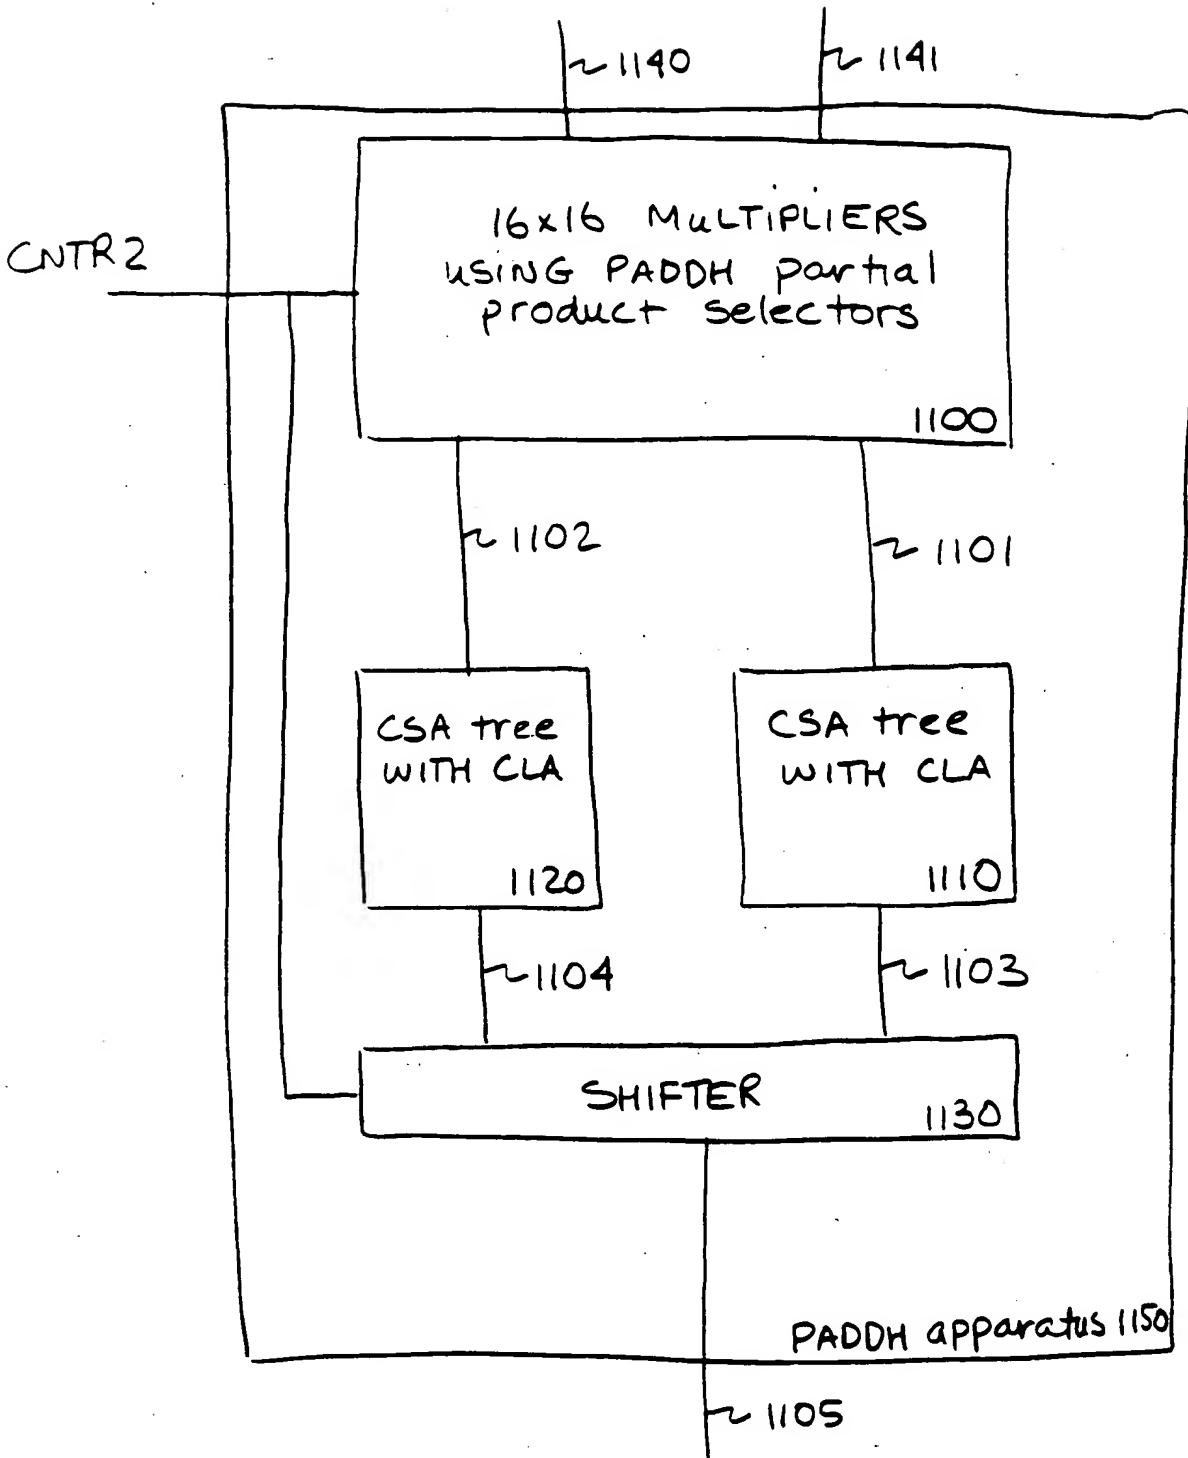 1140
1141
CNTR2
16x16 MULTIPLIERS
USING PADDH partial
product selectors
1100
1102
1101
CSA tree
WITH CLA
1120
CSA tree
WITH CLA
1110
1104
1103
SHIFTER
1130
PADDH apparatus 1150
1105